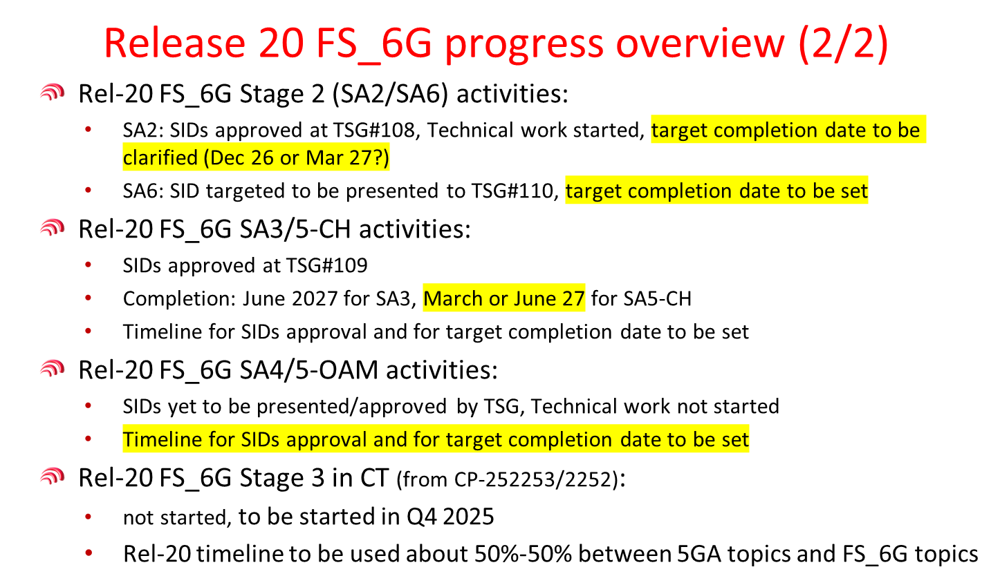 Release 20 FS_6G progress overview (2/2)
Rel-20 FS_6G Stage 2 (SA2/SA6) activities:
• SA2: SIDs approved at TSG#108, Technical work started, target completion date to be
clarified (Dec 26 or Mar 27?)
• SA6: SID targeted to be presented to TSG#110, target completion date to be set
Rel-20 FS_6G SA3/5-CH activities:
• SIDs approved at TSG#109
• Completion: June 2027 for SA3, March or June 27 for SA5-CH
• Timeline for SIDs approval and for target completion date to be set
Rel-20 FS_6G SA4/5-OAM activities:
• SIDs yet to be presented/approved by TSG, Technical work not started
• Timeline for SIDs approval and for target completion date to be set
Rel-20 FS_6G Stage 3 in CT (from CP-252253/2252):
• not started, to be started in Q4 2025
• Rel-20 timeline to be used about 50%-50% between 5GA topics and FS_6G topics